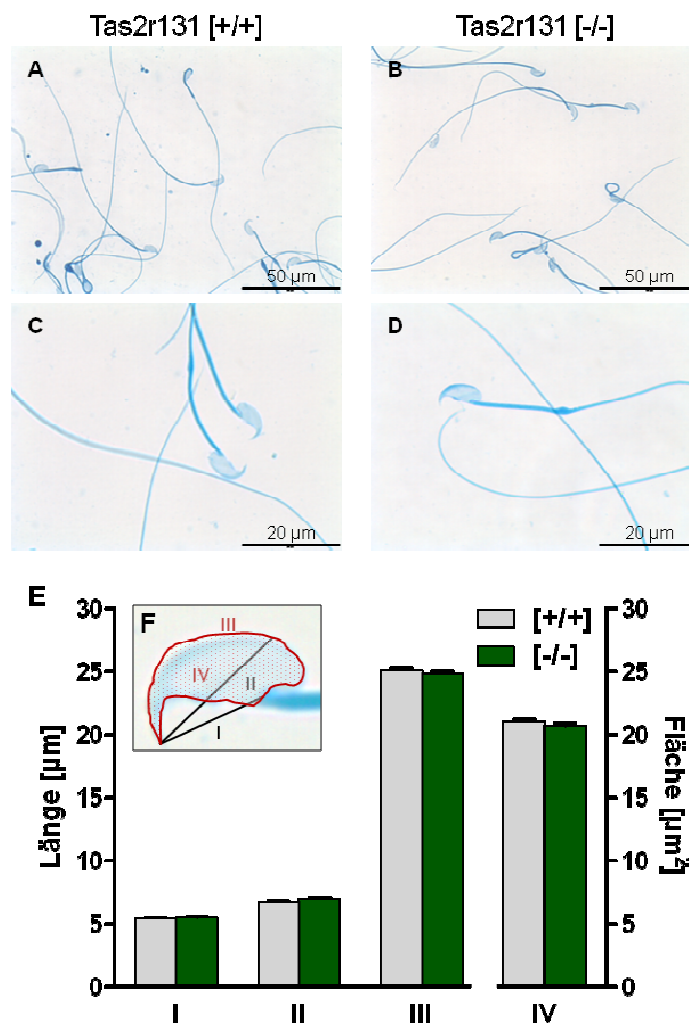 Tas2r131 [+/+]
Tas2r131 [-/-]
A
50 µm
B
50 µm
C
20 µm
D
20 µm
E
Länge [µm]
30
25
20
15
10
5
0
F
III
IV
II
I
[+/+]
[-/-]
30
25
20
15
10
5
0
Fläche [µm²]
I
II
III
IV